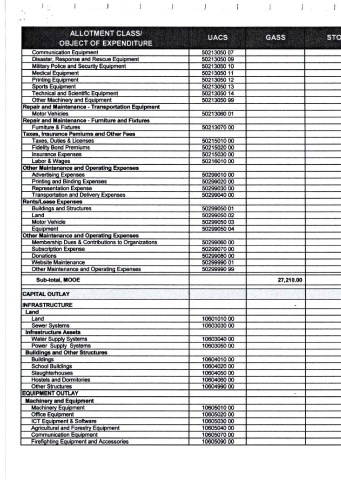 ALLOTMENT CLASS/ OBJECT OF EXPENDITURE UACS GASS STO
Communication Equipment 50213050 07
Disaster, Response and Rescue Equipment 50213050 09
Military Police and Security Equipment 50213050 10
Medical Equipment 50213050 11
Printing Equipment 50213050 12
Sports Equipment 50213050 13
Technical and Scientific Equipment 50213050 14
Other Machinery and Equipment 50213050 99
Repair and Maintenance - Transportation Equipment
Motor Vehicles 50213060 01
Repair and Maintenance - Furniture and Fixtures
Furniture & Fixtures 50213070 00
Taxes, Insurance Pemiums and Other Fees
Taxes, Duties & Licenses 50215010 00
Fidelity Bond Premiums 50215020 00
Insurance Expenses 50215030 00
Labor & Wages 50216010 00
Other Maintenance and Operating Expenses
Advertising Expenses 50299010 00
Printing and Binding Expenses 50299020 00
Representation Expense 50299030 00
Transportation and Delivery Expenses 50299040 00
Rents/Lease Expenses
Buildings and Structures 50299050 01
Land 50299050 02
Motor Vehicle 50299050 03
Equipment 50299050 04
Other Maintenance and Operating Expenses
Membership Dues & Contributions to Organizations 50299060 00
Subscription Expense 50299070 00
Donations 50299080 00
Website Maintenance 50299990 01
Other Maintenance and Operating Expenses 50299990 99
Sub-total, MOOE 27,210.00
CAPITAL OUTLAY
INFRASTRUCTURE -
Land
Land 10601010 00
Sewer Systems 10603030 00
Infrastructure Assets
Water Supply Systems 10603040 00
Power Supply Systems 10603050 00
Buildings and Other Structures
Buildings 10604010 00
School Buildings 10604020 00
Slaughterhouses 10604050 00
Hostels and Dormitories 10604060 00
Other Structures 10604990 00
EQUIPMENT OUTLAY -
Machinery and Equipment
Machinery Equipment 10605010 00
Office Equipment 10605020 00
ICT Equipment & Software 10605030 00
Agricultural and Forestry Equipment 10605040 00
Communication Equipment 10605070 00
Firefighting Equipment and Accessories 10605090 00